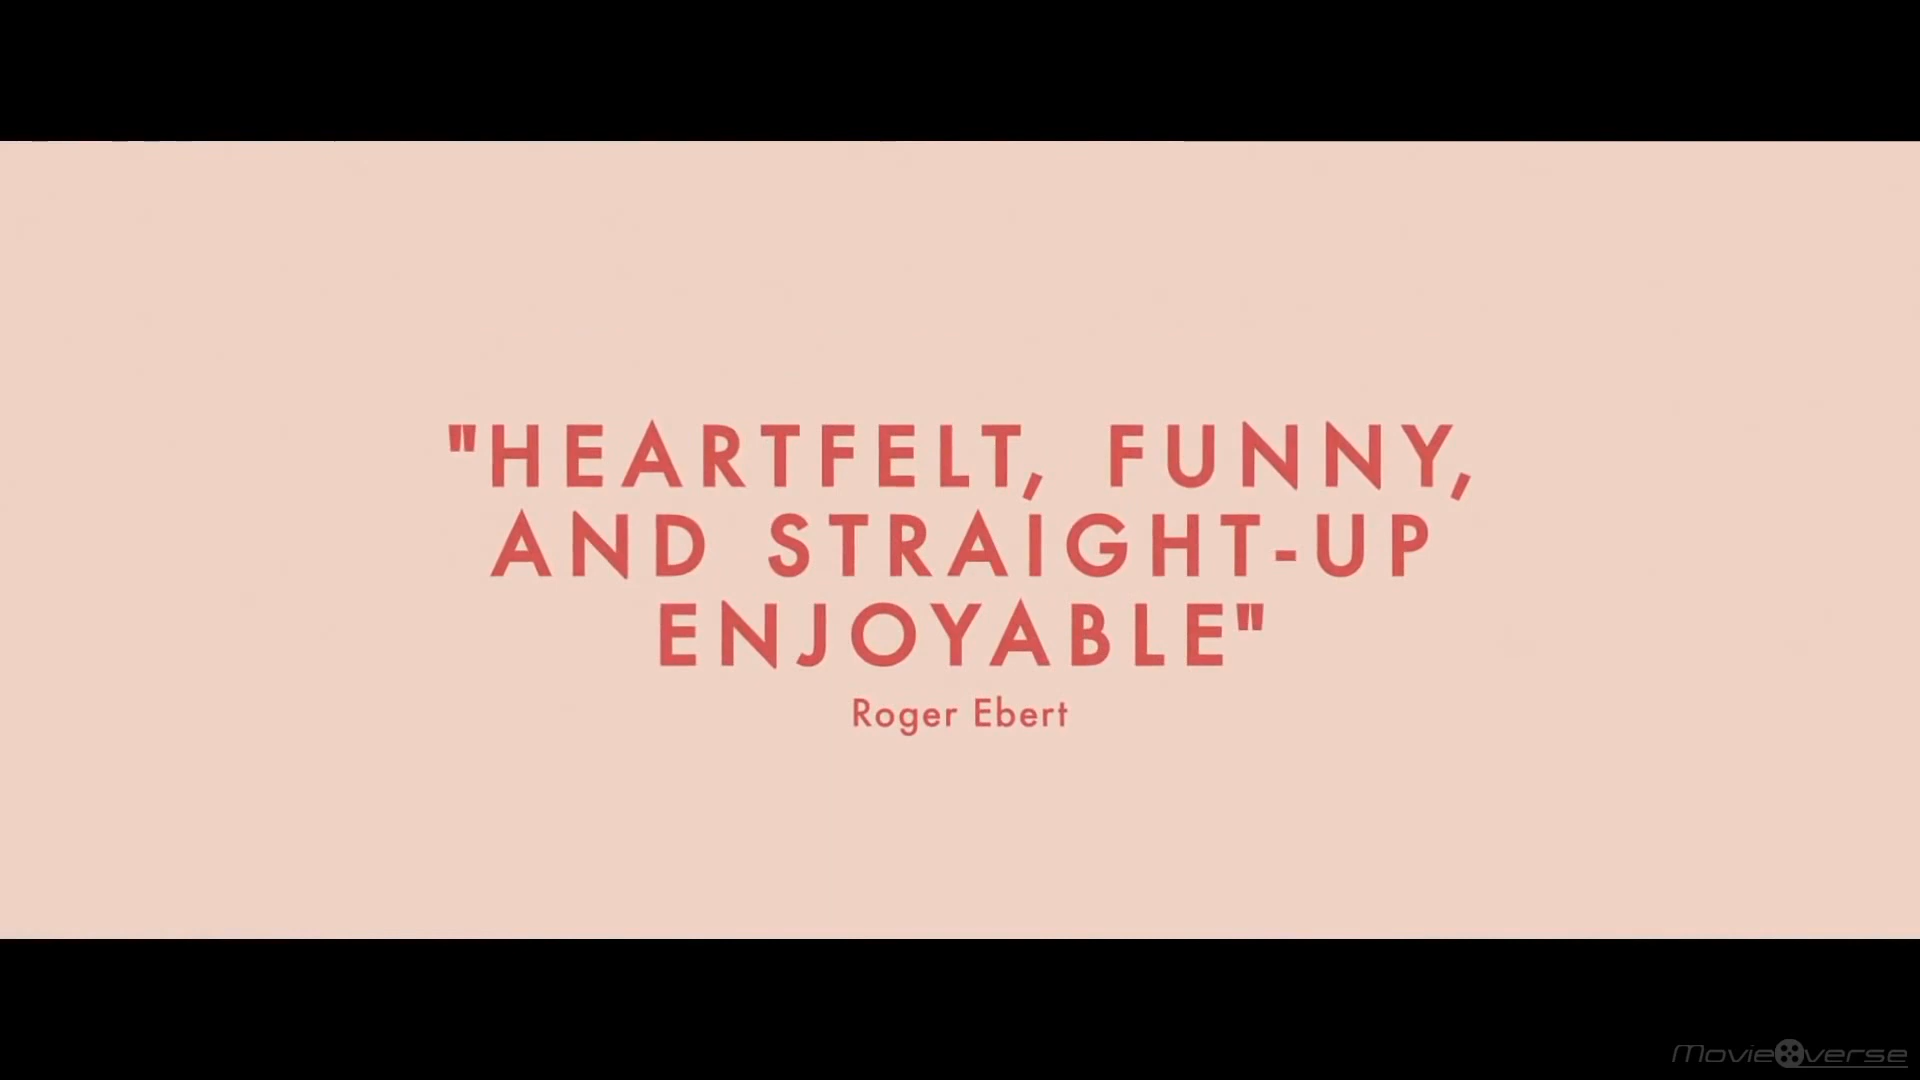 "HEARTFELT, FUNNY,
AND STRAIGHT-UP
ENJOYABLE"
Roger Ebert
Movieverse